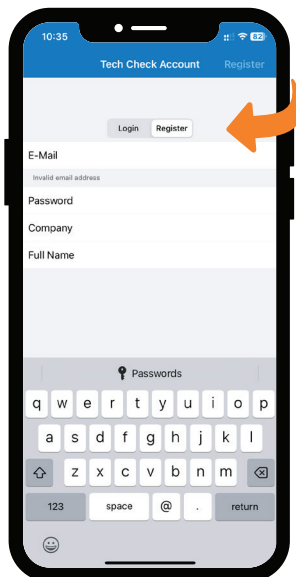 10:35
82
Tech Check Account Register
Login Register
E-Mail
Invalid email address
Password
Company
Full Name
Passwords
q w e r t y u i o p
a s d f g h j k l
z x c v b n m
123 space @ . return